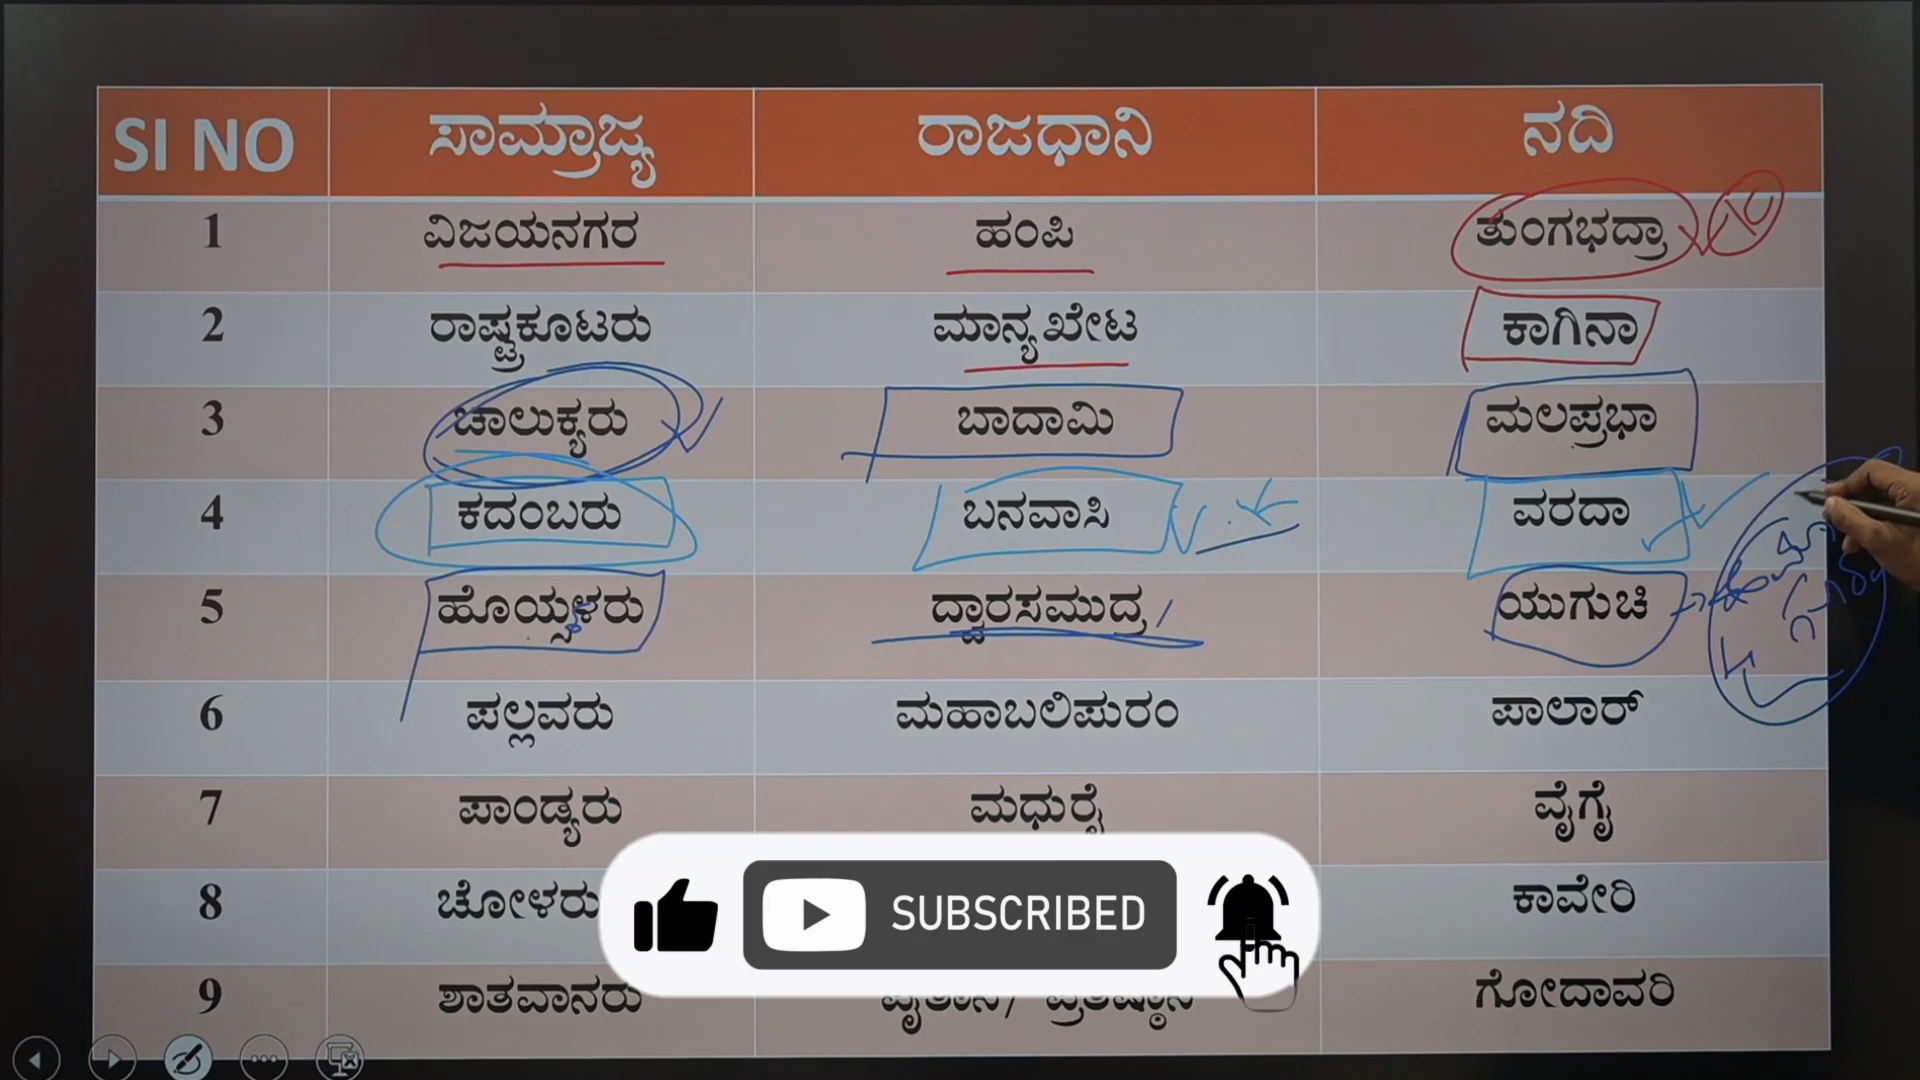 SI NO ಸಾಮ್ರಾಜ್ಯ ರಾಜಧಾನಿ ನದಿ
1 ವಿಜಯನಗರ ಹಂಪಿ ತುಂಗಭದ್ರಾ
2 ರಾಷ್ಟ್ರಕೂಟರು ಮಾನ್ಯಖೇಟ ಕಾಗಿನಾ
3 ಚಾಲುಕ್ಯರು ಬಾದಾಮಿ ಮಲಪ್ರಭಾ
4 ಕದಂಬರು ಬನವಾಸಿ ವರದಾ
5 ಹೊಯ್ಸಳರು ದ್ವಾರಸಮುದ್ರ ಯುಗುಚಿ
6 ಪಲ್ಲವರು ಮಹಾಬಲಿಪುರಂ ಪಾಲಾರ್
7 ಪಾಂಡ್ಯರು ಮಧುರೈ ವೈಗೈ
8 ಚೋಳರು ಕಾವೇರಿ
SUBSCRIBED
9 ಶಾತವಾನರು ಗೋದಾವರಿ